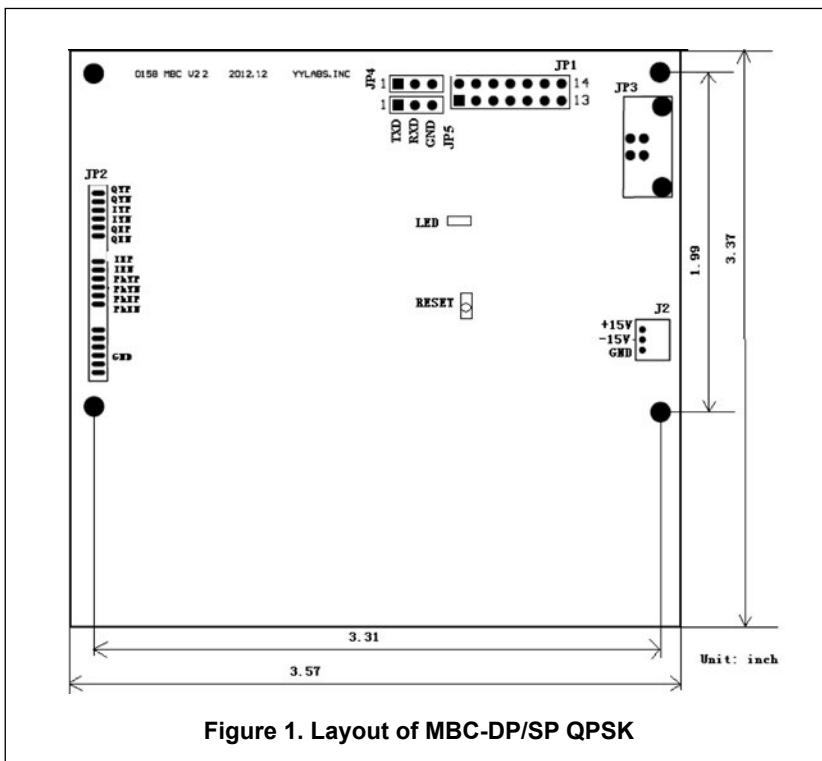 0158 MBC V2 2 2012.12 YYLABS.INC
JP4
1
1
TXD
RXD
GND
JP5
JP1
14
13
JP3
JP2
QYP
QYN
IYP
IYN
QXP
QXN
IXP
IXN
PhYP
PhYN
PhXP
PhXN
GND
LED
RESET
J2
+15V
-15V
GND
1.99
3.37
3.31
3.57
Unit: inch
Figure 1. Layout of MBC-DP/SP QPSK